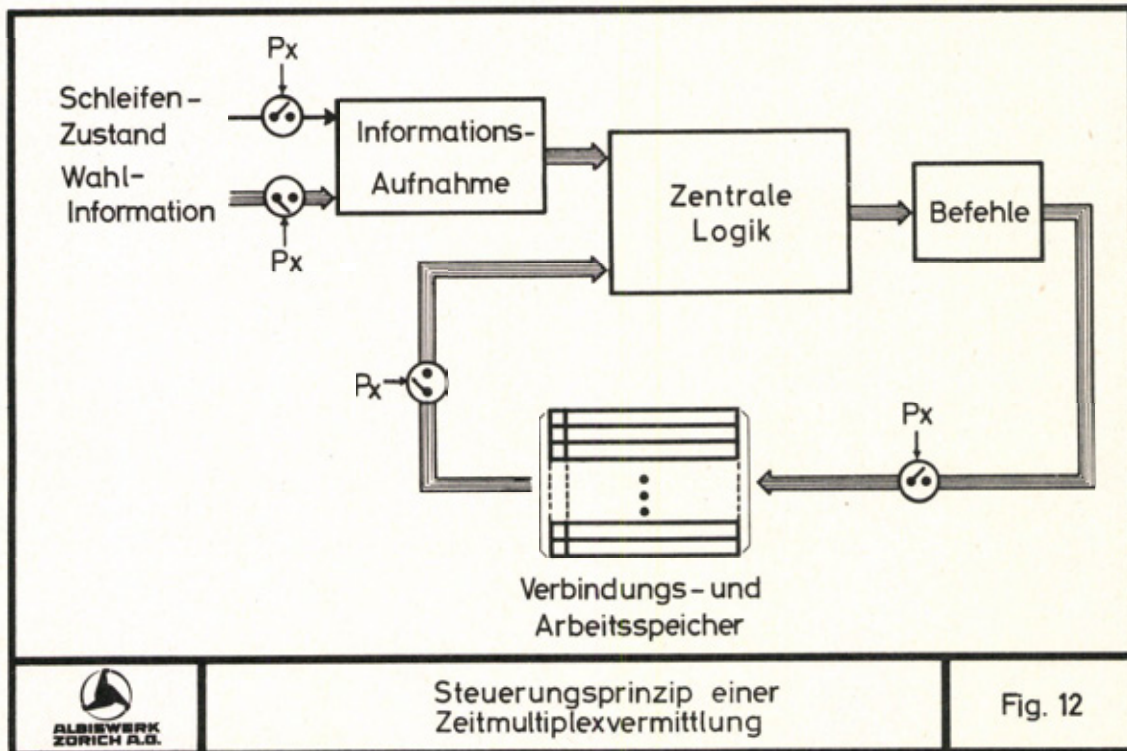 Px
Schleifen-
Zustand
Wahl-
Information
Px
Informations-
Aufnahme
Zentrale
Logik
Befehle
Px
Px
Verbindungs-und
Arbeitsspeicher
ALBISWERK
ZÜRICH A.G.
Steuerungsprinzip einer
Zeitmultiplexvermittlung
Fig. 12